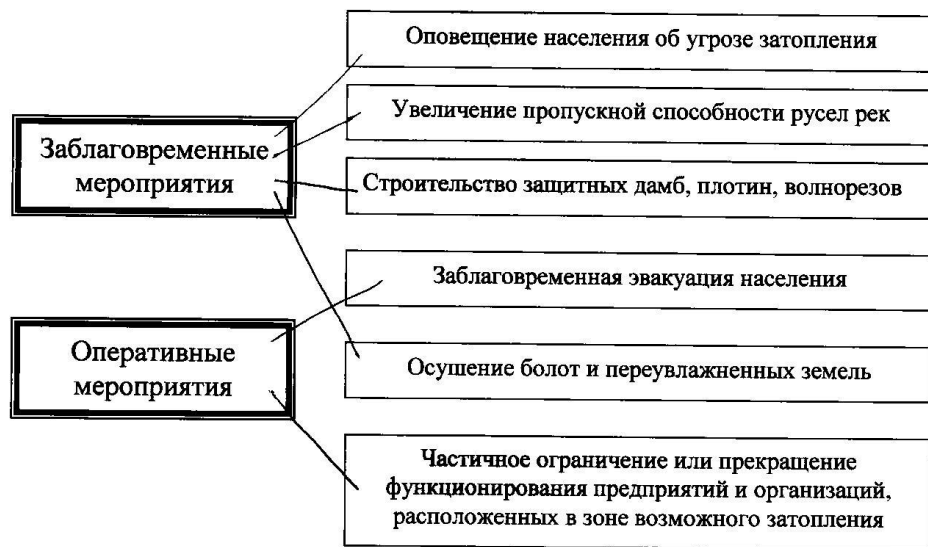 Оповещение населения об угрозе затопления
Увеличение пропускной способности русел рек
Заблаговременные
мероприятия
Строительство защитных дамб, плотин, волнорезов
Заблаговременная эвакуация населения
Оперативные
мероприятия
Осушение болот и переувлажненных земель
Частичное ограничение или прекращение
функционирования предприятий и организаций,
расположенных в зоне возможного затопления